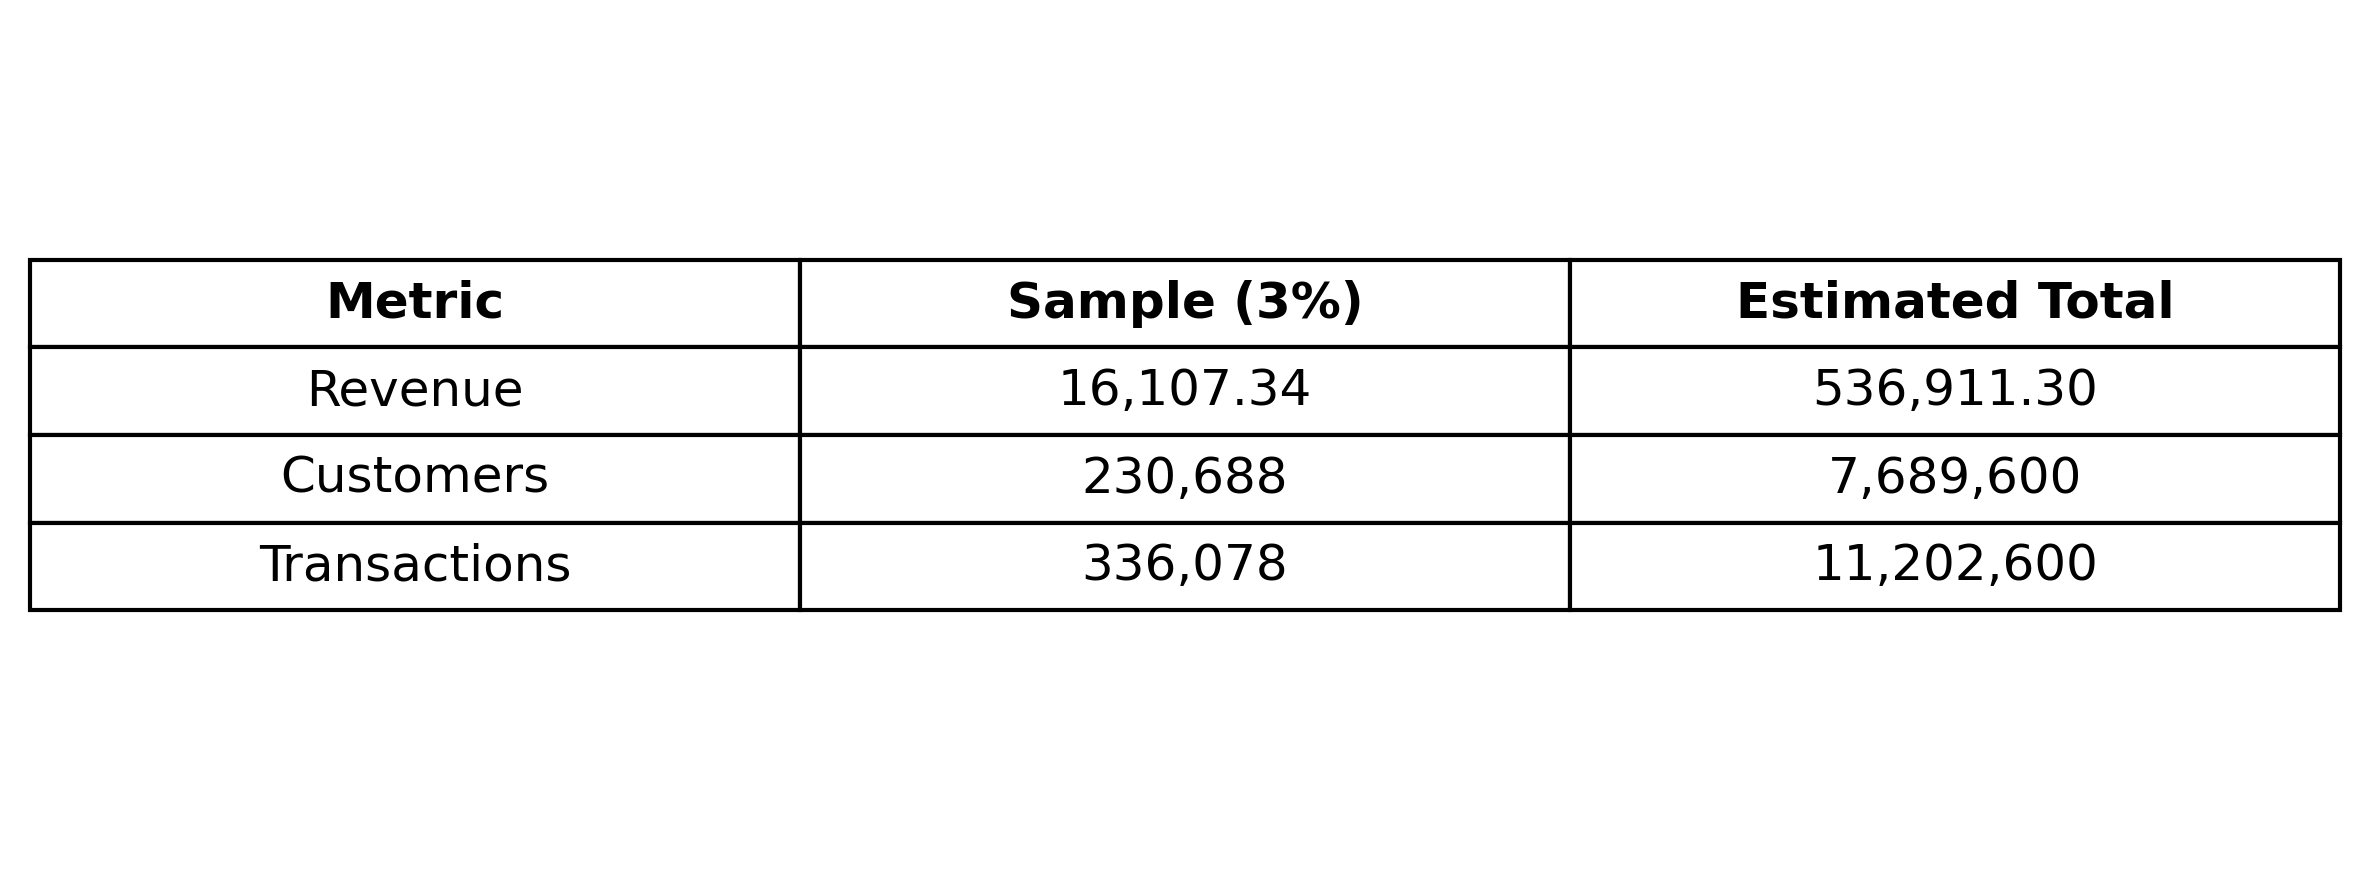 Metric Sample (3%) Estimated Total
Revenue 16,107.34 536,911.30
Customers 230,688 7,689,600
Transactions 336,078 11,202,600